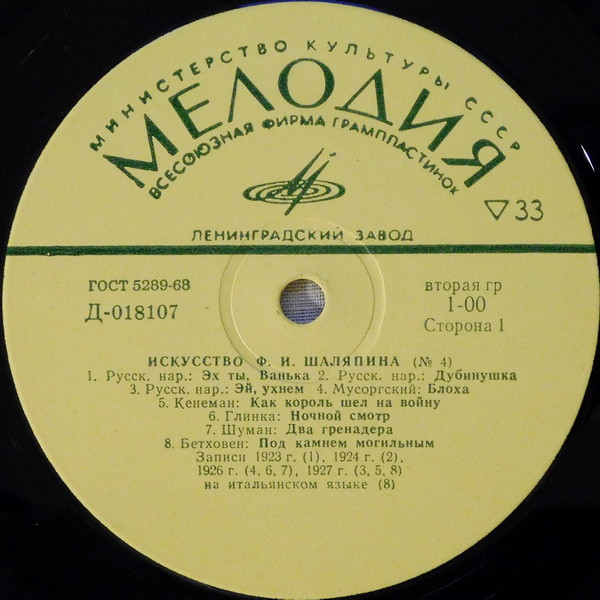 МИНИСТЕРСТВО КУЛЬТУРЫ СССР
МЕЛОДИЯ
ВСЕСОЮЗНАЯ ФИРМА ГРАМПЛАСТИНОК
▽33
ЛЕНИНГРАДСКИЙ ЗАВОД
ГОСТ 5289-68
Д-018107
вторая гр
1-00
Сторона 1
ИСКУССТВО Ф. И. ШАЛЯПИНА (№ 4)
1. Русск. нар.: Эх ты, Ванька 2. Русск. нар.: Дубинушка
3. Русск. нар.: Эй, ухнем 4. Мусоргский: Блоха
5. Кенеман: Как король шел на войну
6. Глинка: Ночной смотр
7. Шуман: Два гренадера
8. Бетховен: Под камнем могильным
Записи 1923 г. (1), 1924 г. (2),
1926 г. (4, 6, 7), 1927 г. (3, 5, 8)
на итальянском языке (8)